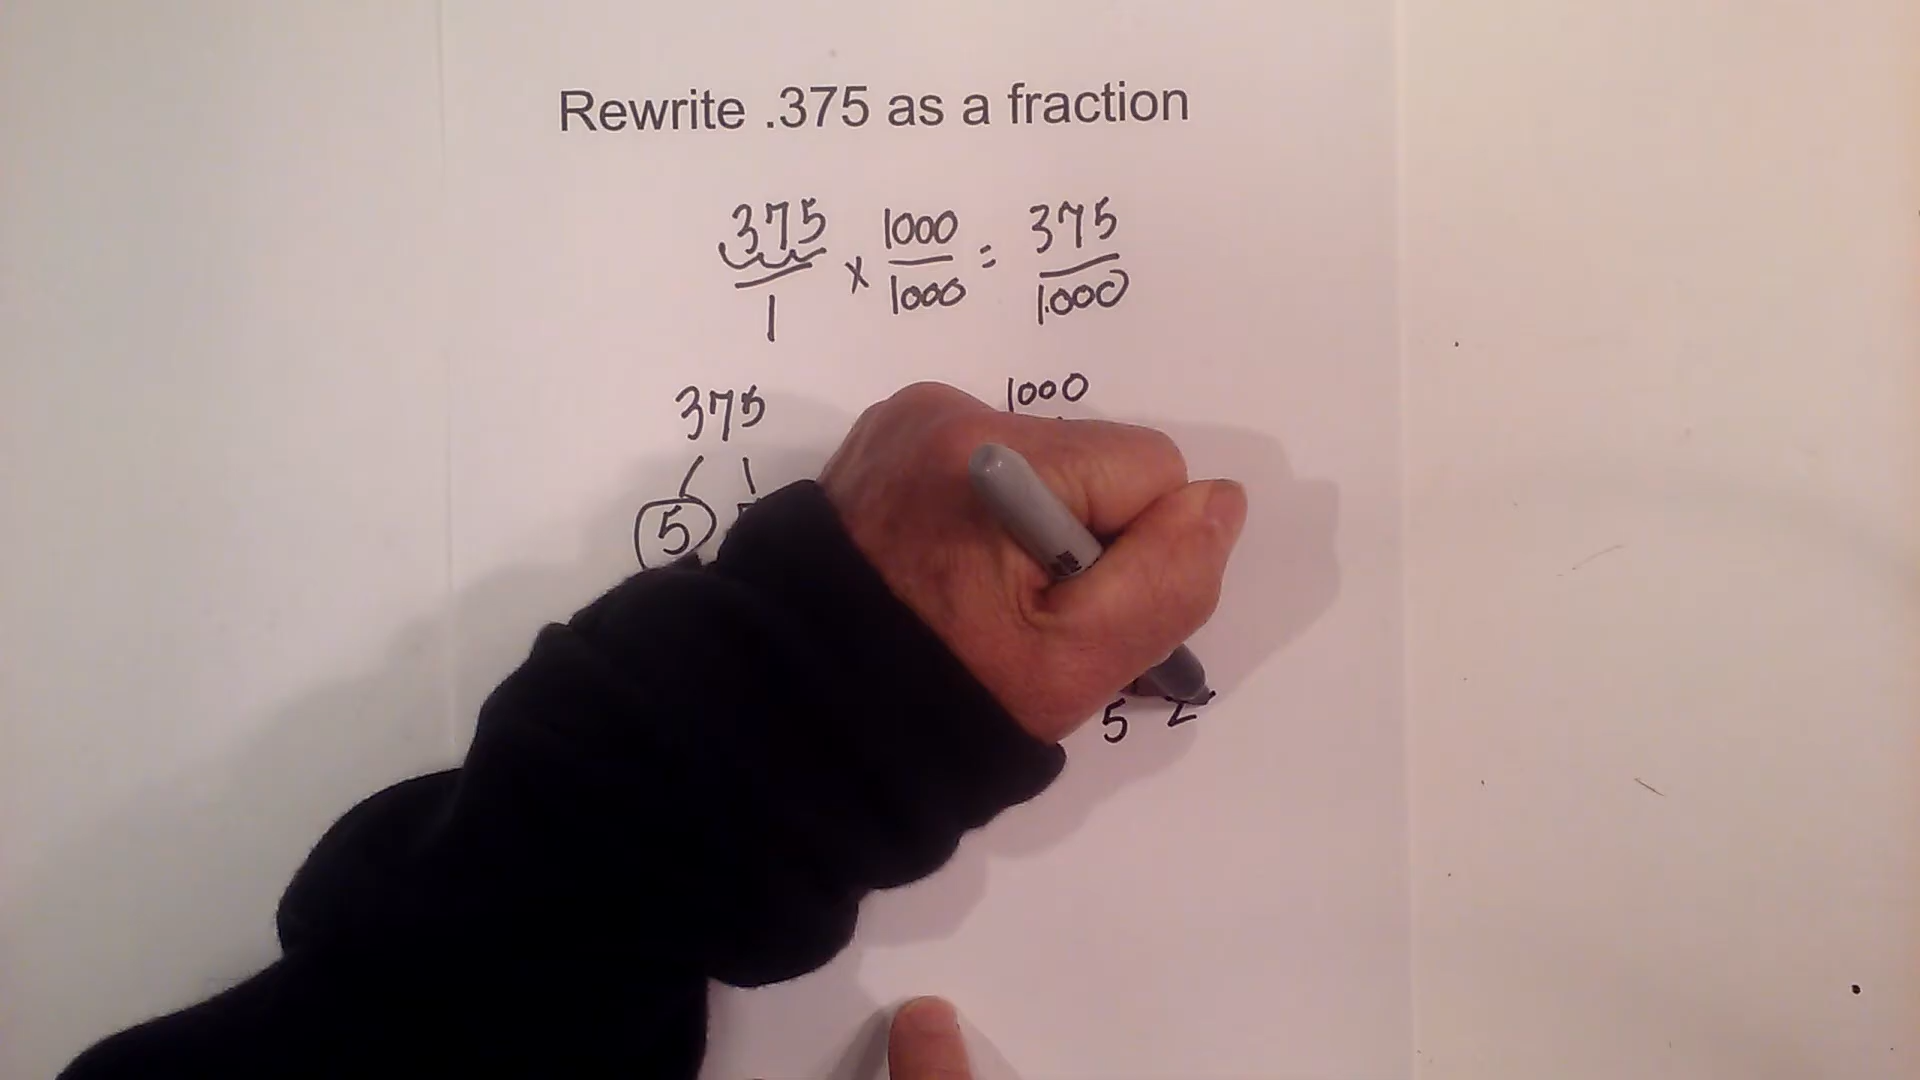 Rewrite .375 as a fraction
375/1 x 1000/1000 = 375/1000
375 1000
5
5 2